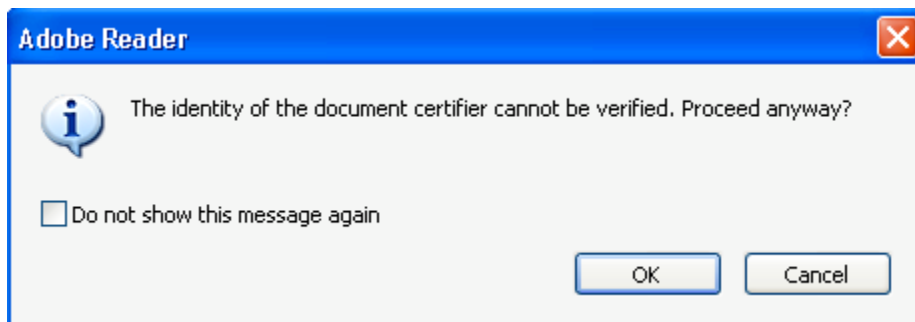 Adobe Reader
The identity of the document certifier cannot be verified. Proceed anyway?
Do not show this message again
OK Cancel